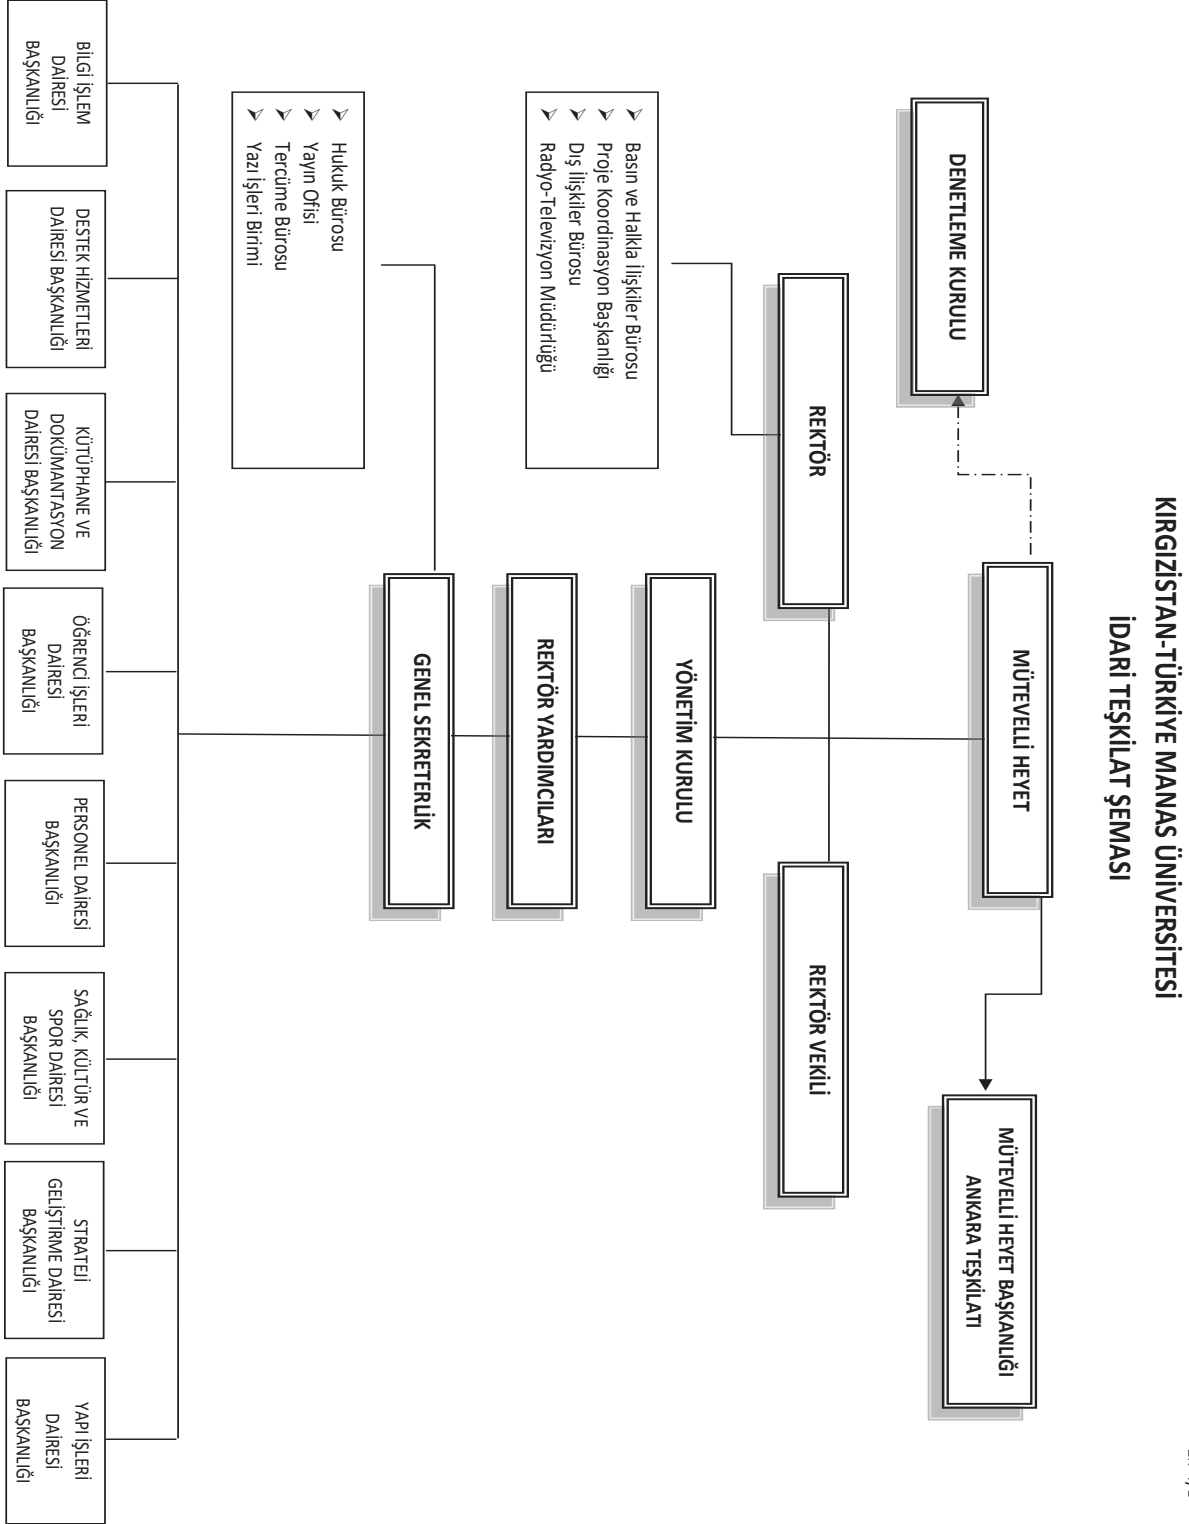 KIRGIZİSTAN-TÜRKİYE MANAS ÜNİVERSİTESİ
İDARİ TEŞKİLAT ŞEMASI
MÜTEVELLİ HEYET
DENETLEME KURULU
MÜTEVELLİ HEYET BAŞKANLIĞI
ANKARA TEŞKİLATI
REKTÖR
REKTÖR VEKİLİ
Basın ve Halkla İlişkiler Bürosu
Proje Koordinasyon Başkanlığı
Dış İlişkiler Bürosu
Radyo-Televizyon Müdürlüğü
YÖNETİM KURULU
REKTÖR YARDIMCILARI
GENEL SEKRETERLİK
Hukuk Bürosu
Yayın Ofisi
Tercüme Bürosu
Yazı İşleri Birimi
BİLGİ İŞLEM
DAİRESİ
BAŞKANLIĞI
DESTEK HİZMETLERİ
DAİRESİ BAŞKANLIĞI
KÜTÜPHANE VE
DOKÜMANTASYON
DAİRESİ BAŞKANLIĞI
ÖĞRENCİ İŞLERİ
DAİRESİ
BAŞKANLIĞI
PERSONEL DAİRESİ
BAŞKANLIĞI
SAĞLIK, KÜLTÜR VE
SPOR DAİRESİ
BAŞKANLIĞI
STRATEJİ
GELİŞTİRME DAİRESİ
BAŞKANLIĞI
YAPI İŞLERİ
DAİRESİ
BAŞKANLIĞI